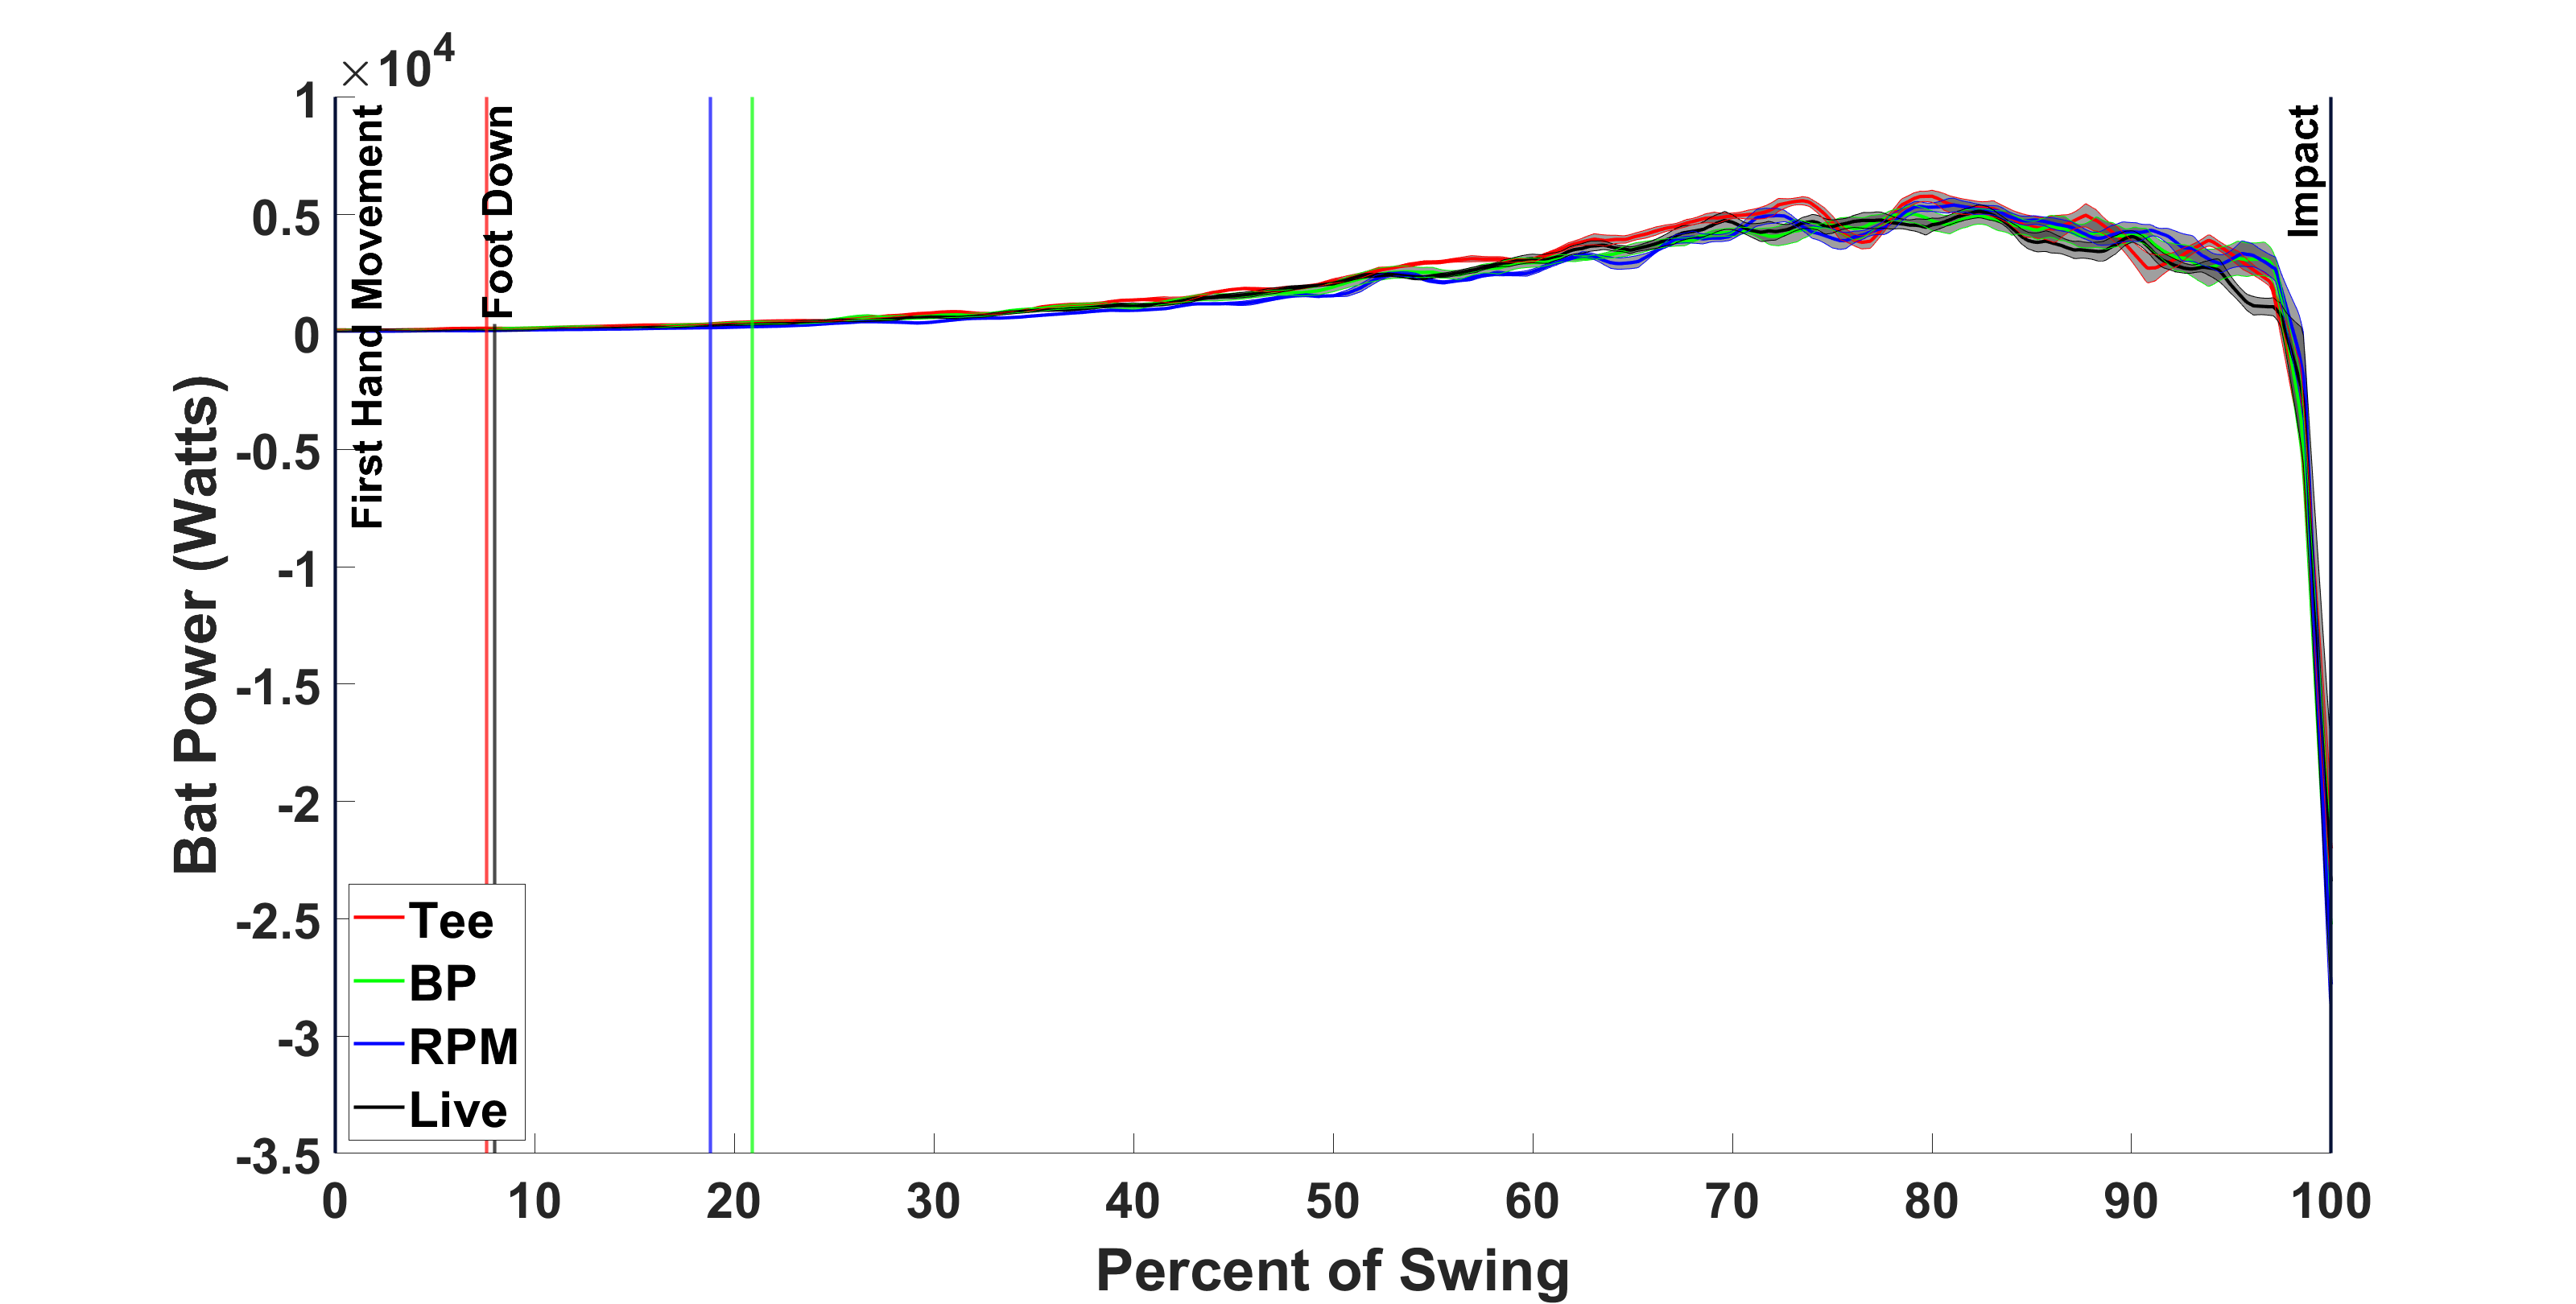 ×10⁴
1
0.5
0
-0.5
-1
-1.5
-2
-2.5
-3
-3.5
Bat Power (Watts)
First Hand Movement
Foot Down
Impact
Tee
BP
RPM
Live
0 10 20 30 40 50 60 70 80 90 100
Percent of Swing